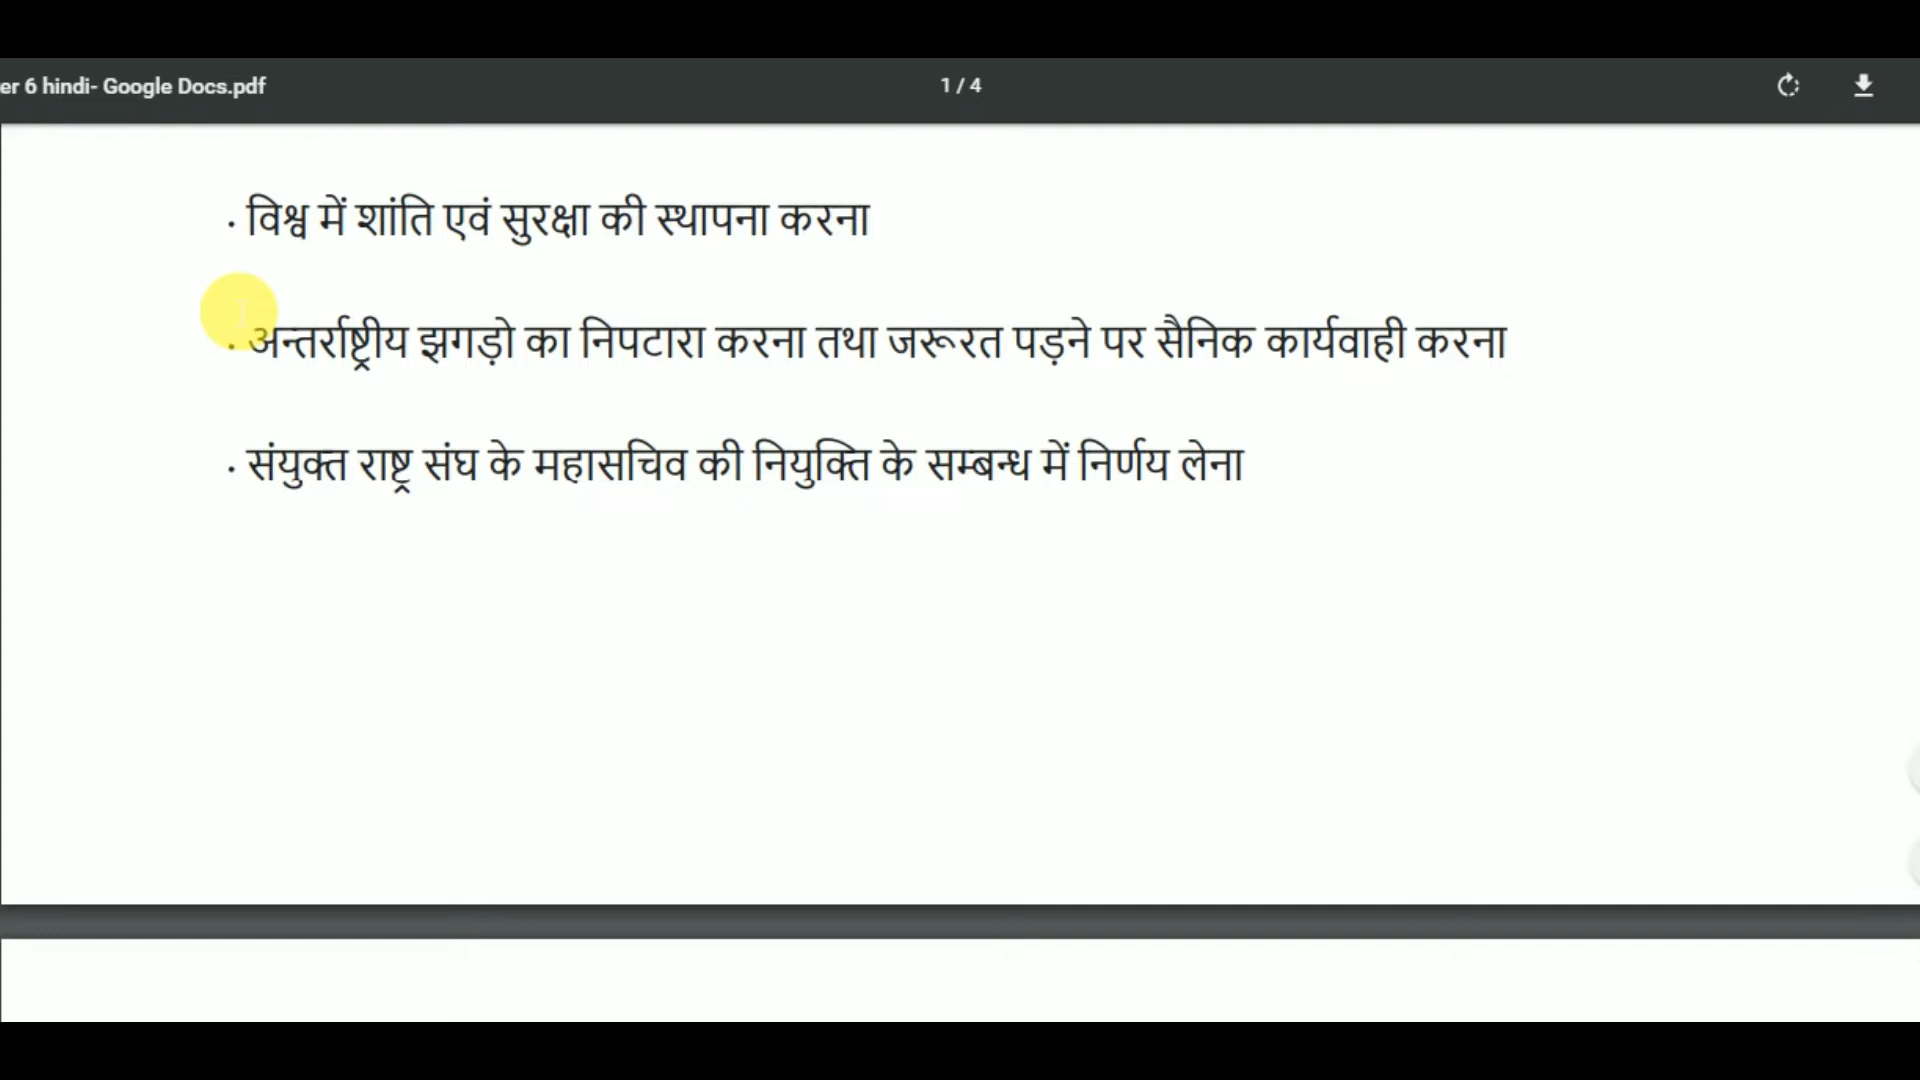 er 6 hindi- Google Docs.pdf
1 / 4
· विश्व में शांति एवं सुरक्षा की स्थापना करना
· अन्तर्राष्ट्रीय झगड़ो का निपटारा करना तथा जरूरत पड़ने पर सैनिक कार्यवाही करना
· संयुक्त राष्ट्र संघ के महासचिव की नियुक्ति के सम्बन्ध में निर्णय लेना